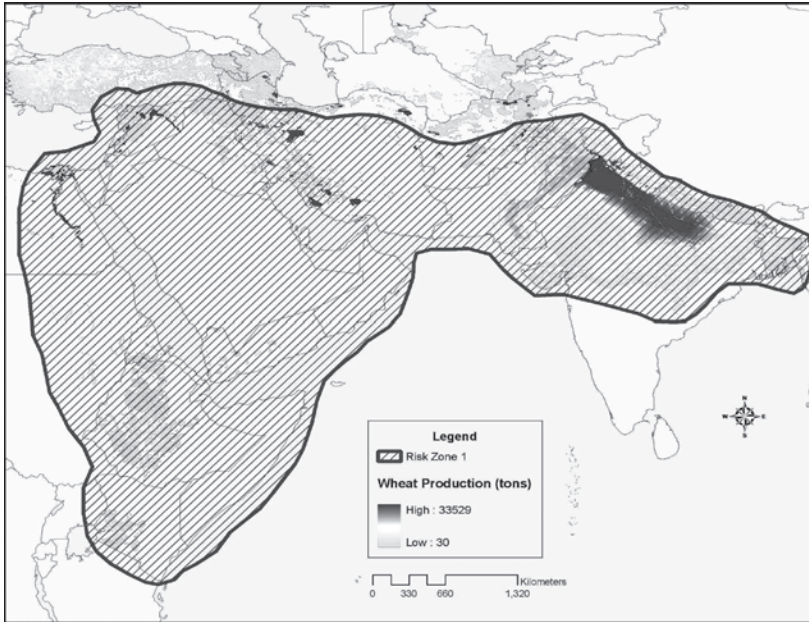 N
W E
S
Legend
Risk Zone 1
Wheat Production (tons)
High : 33529
Low : 30
Kilometers
0 330 660 1,320